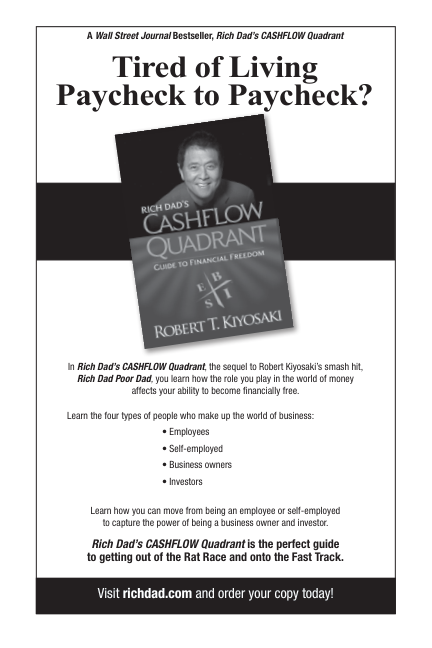 A Wall Street Journal Bestseller, Rich Dad's CASHFLOW Quadrant
Tired of Living
Paycheck to Paycheck?
RICH DAD'S
CASHFLOW
QUADRANT
GUIDE TO FINANCIAL FREEDOM
E B
S I
ROBERT T. KIYOSAKI
In Rich Dad's CASHFLOW Quadrant, the sequel to Robert Kiyosaki's smash hit,
Rich Dad Poor Dad, you learn how the role you play in the world of money
affects your ability to become financially free.
Learn the four types of people who make up the world of business:
• Employees
• Self-employed
• Business owners
• Investors
Learn how you can move from being an employee or self-employed
to capture the power of being a business owner and investor.
Rich Dad's CASHFLOW Quadrant is the perfect guide
to getting out of the Rat Race and onto the Fast Track.
Visit richdad.com and order your copy today!